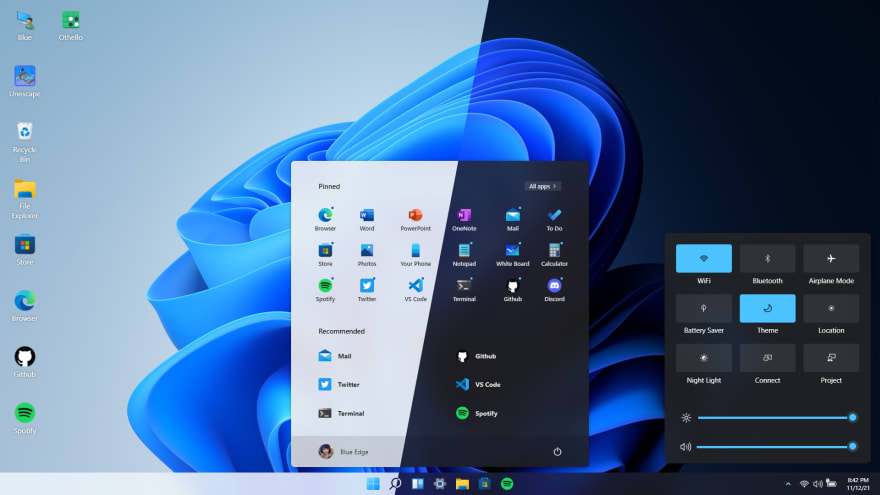 Blue
Othello
Unescape
Recycle
Bin
File
Explorer
Store
Browser
Github
Spotify
Pinned
All apps
Browser
Word
PowerPoint
OneNote
Mail
To Do
Store
Photos
Your Phone
Notepad
White Board
Calculator
Spotify
Twitter
VS Code
Terminal
Github
Discord
Recommended
Mail
Github
Twitter
VS Code
Terminal
Spotify
Blue Edge
WiFi
Bluetooth
Airplane Mode
Battery Saver
Theme
Location
Night Light
Connect
Project
8:42 PM
11/12/21